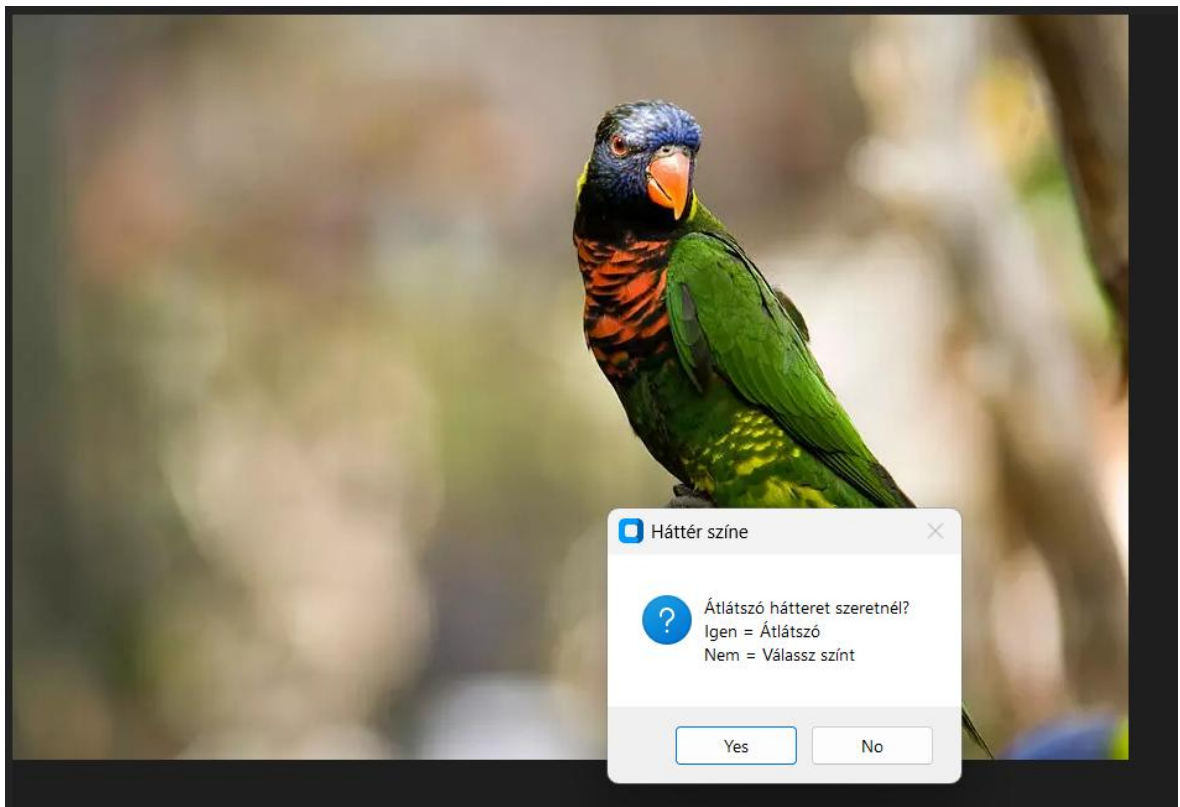 Háttér színe
Átlátszó hátteret szeretnél?
Igen = Átlátszó
Nem = Válassz színt
Yes
No